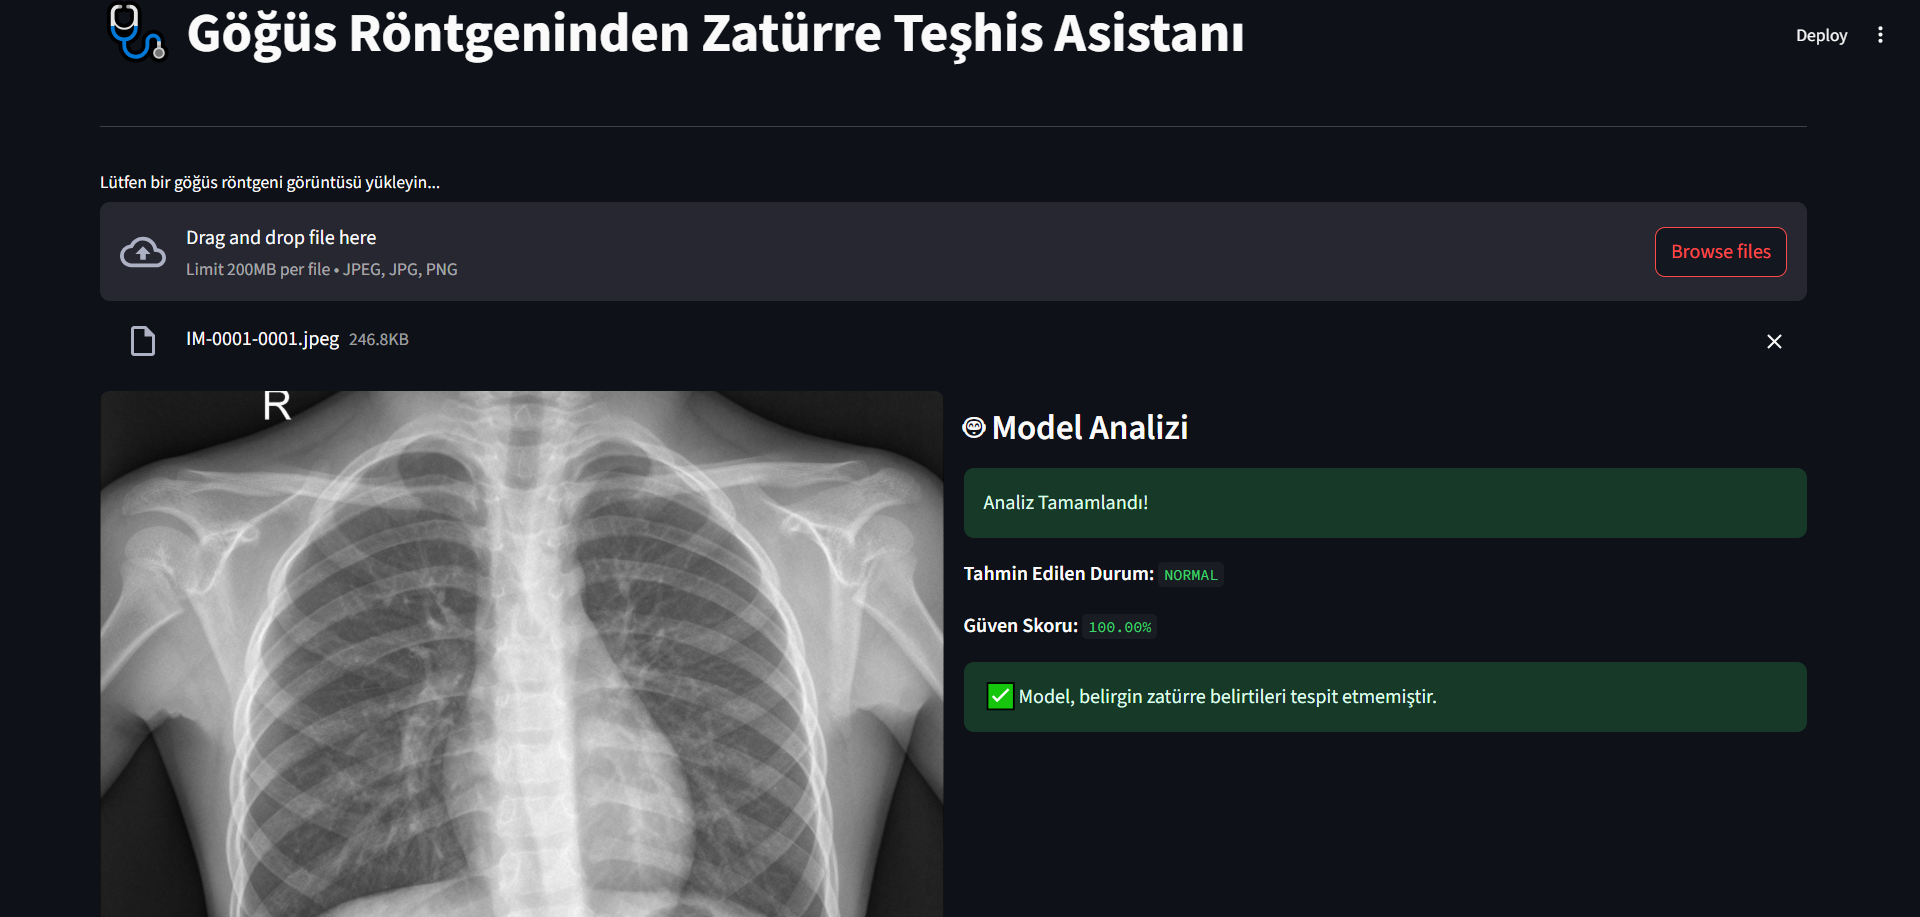 Göğüs Röntgeninden Zatürre Teşhis Asistanı
Deploy
Lütfen bir göğüs röntgeni görüntüsü yükleyin...
Drag and drop file here
Limit 200MB per file • JPEG, JPG, PNG
Browse files
IM-0001-0001.jpeg 246.8KB
R
Model Analizi
Analiz Tamamlandı!
Tahmin Edilen Durum: NORMAL
Güven Skoru: 100.00%
Model, belirgin zatürre belirtileri tespit etmemiştir.